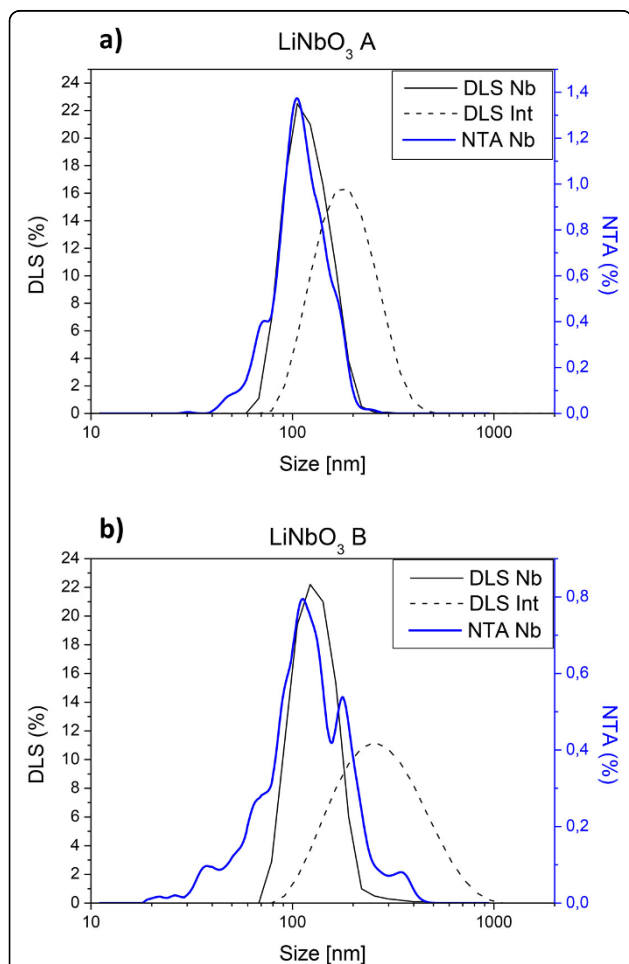 a)
LiNbO₃ A
DLS Nb
DLS Int
NTA Nb
24
22
20
18
16
14
12
10
8
6
4
2
0
DLS (%)
1,4
1,2
1,0
0,8
0,6
0,4
0,2
0,0
NTA (%)
10
100
1000
Size [nm]
b)
LiNbO₃ B
DLS Nb
DLS Int
NTA Nb
24
22
20
18
16
14
12
10
8
6
4
2
0
DLS (%)
0,8
0,6
0,4
0,2
0,0
NTA (%)
10
100
1000
Size [nm]